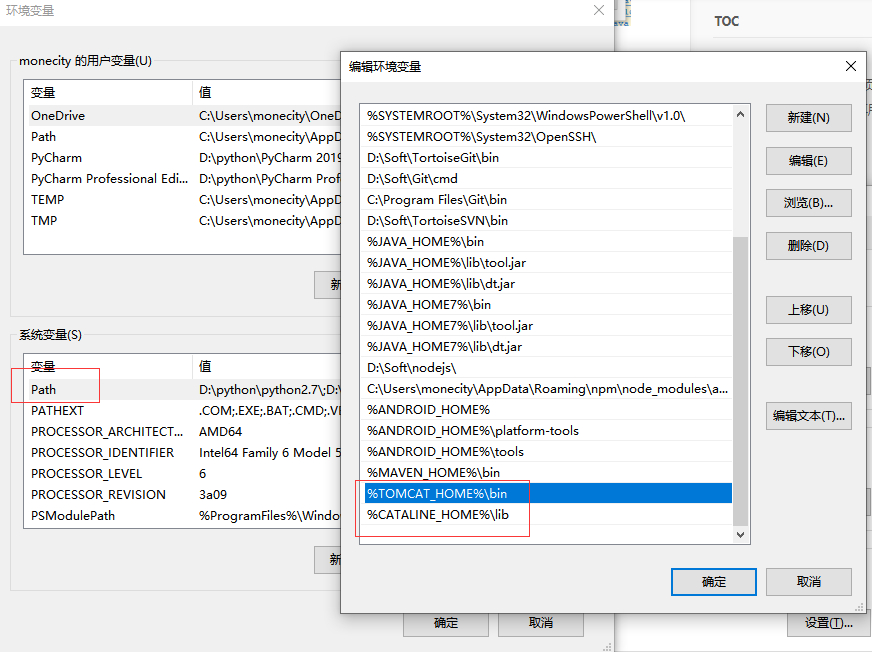 环境变量
TOC
monecity 的用户变量(U)
变量 值
OneDrive C:\Users\monecity\OneD
Path C:\Users\monecity\AppD
PyCharm D:\python\PyCharm 2019
PyCharm Professional Edi... D:\python\PyCharm Prof
TEMP C:\Users\monecity\AppD
TMP C:\Users\monecity\AppD
新
系统变量(S)
变量 值
Path D:\python\python2.7\;D:\
PATHEXT .COM;.EXE;.BAT;.CMD;.VB
PROCESSOR_ARCHITECT... AMD64
PROCESSOR_IDENTIFIER Intel64 Family 6 Model 5
PROCESSOR_LEVEL 6
PROCESSOR_REVISION 3a09
PSModulePath %ProgramFiles%\Windo
新
确定
取消
编辑环境变量
%SYSTEMROOT%\System32\WindowsPowerShell\v1.0\
%SYSTEMROOT%\System32\OpenSSH\
D:\Soft\TortoiseGit\bin
D:\Soft\Git\cmd
C:\Program Files\Git\bin
D:\Soft\TortoiseSVN\bin
%JAVA_HOME%\bin
%JAVA_HOME%\lib\tool.jar
%JAVA_HOME%\lib\dt.jar
%JAVA_HOME7%\bin
%JAVA_HOME7%\lib\tool.jar
%JAVA_HOME7%\lib\dt.jar
D:\Soft\nodejs\
C:\Users\monecity\AppData\Roaming\npm\node_modules\a...
%ANDROID_HOME%
%ANDROID_HOME%\platform-tools
%ANDROID_HOME%\tools
%MAVEN_HOME%\bin
%TOMCAT_HOME%\bin
%CATALINE_HOME%\lib
新建(N)
编辑(E)
浏览(B)...
删除(D)
上移(U)
下移(O)
编辑文本(T)...
确定
取消
设置(T)...